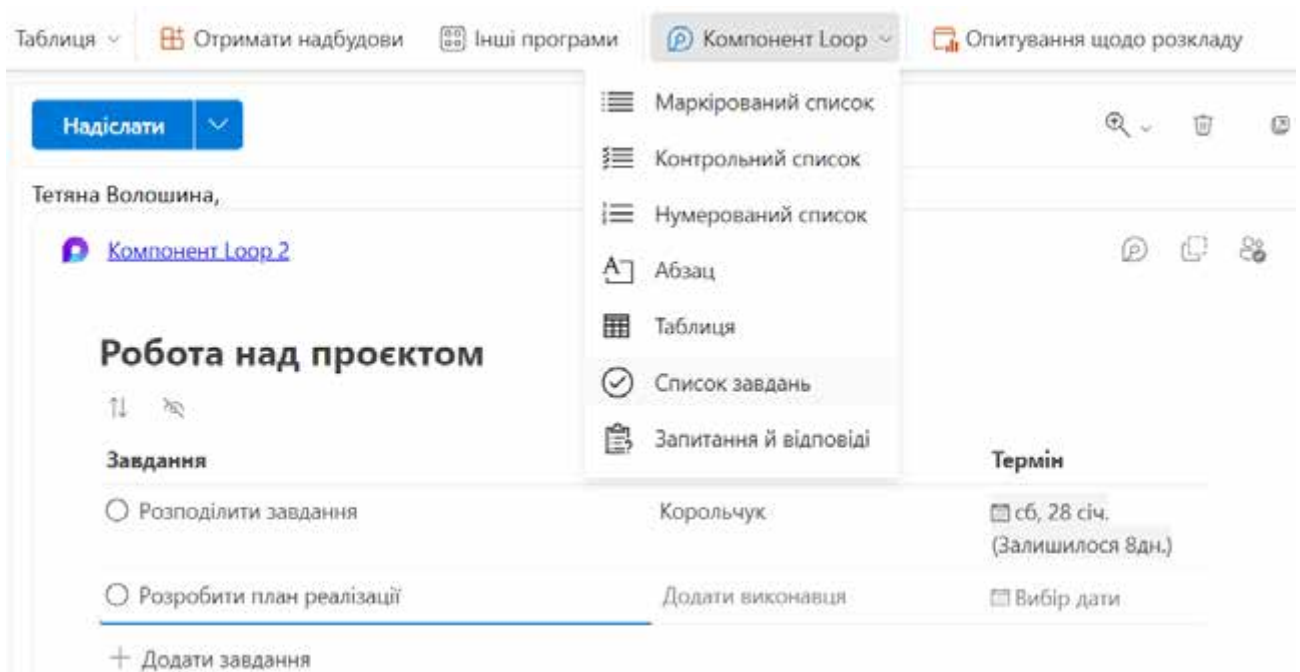 Таблиця
Отримати надбудови
Інші програми
Компонент Loop
Опитування щодо розкладу
Надіслати
Маркірований список
Контрольний список
Нумерований список
Абзац
Таблиця
Список завдань
Запитання й відповіді
Тетяна Волошина,
Компонент Loop 2
Робота над проєктом
Завдання
Термін
Розподілити завдання
Корольчук
сб, 28 січ.
(Залишилося 8дн.)
Розробити план реалізації
Додати виконавця
Вибір дати
Додати завдання